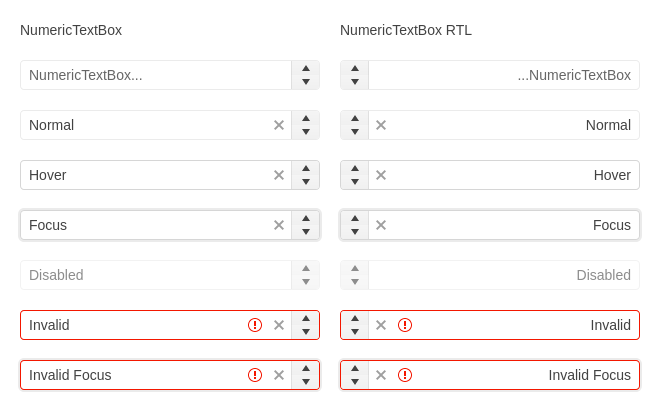 NumericTextBox
NumericTextBox RTL
NumericTextBox...
...NumericTextBox
Normal
Normal
Hover
Hover
Focus
Focus
Disabled
Disabled
Invalid
Invalid
Invalid Focus
Invalid Focus